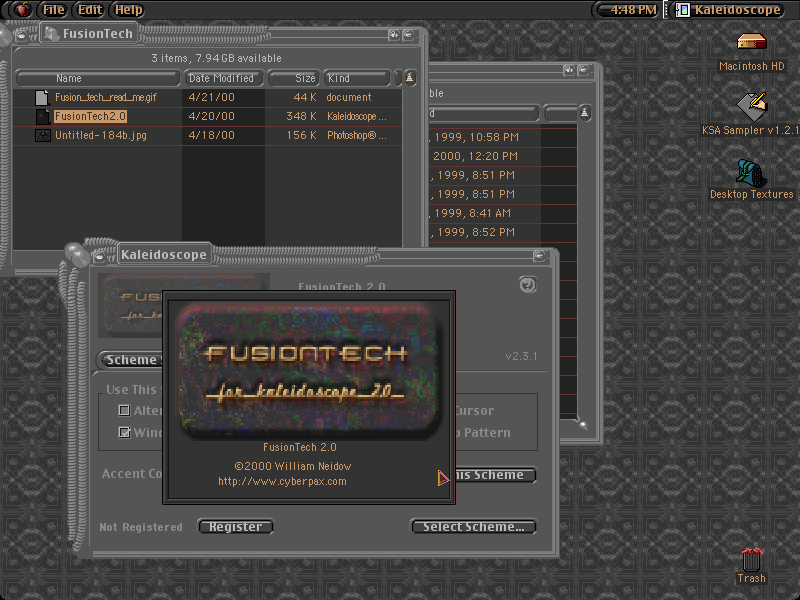 File Edit Help
4:48 PM Kaleidoscope
FusionTech
3 items, 7.94GB available
Name Date Modified Size Kind
Fusion_tech_read_me.gif 4/21/00 44 K document
FusionTech2.0 4/20/00 348 K Kaleidoscope ...
Untitled-184b.jpg 4/18/00 156 K Photoshop® ...
ble
d
, 1999, 10:58 PM
2000, 12:20 PM
, 1999, 8:51 PM
, 1999, 8:51 PM
, 1999, 8:41 AM
, 1999, 8:52 PM
Macintosh HD
KSA Sampler v1.2.1
Desktop Textures
Kaleidoscope
FusionTech 2.0
v2.3.1
Scheme S
Use This S
Alte
Wind
Cursor
p Pattern
Accent Co
his Scheme
Not Registered
Register
Select Scheme...
FUSIONTECH
for_kaleidoscope_2.0_
FusionTech 2.0
©2000 William Neidow
http://www.cyberpax.com
Trash